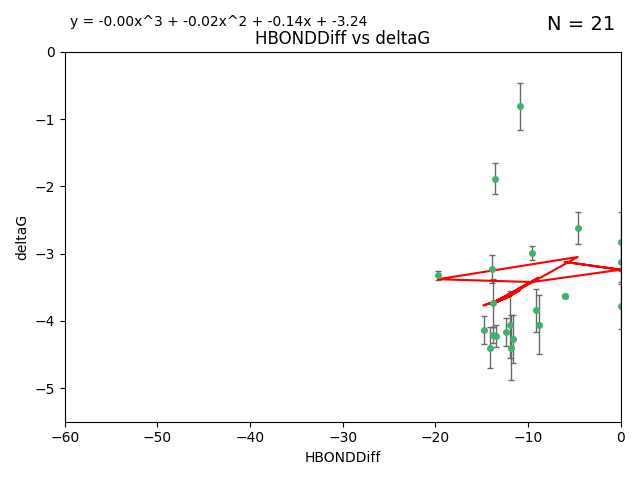 y = -0.00x^3 + -0.02x^2 + -0.14x + -3.24
N = 21
HBONDDiff vs deltaG
0
−1
−2
−3
−4
−5
deltaG
−60 −50 −40 −30 −20 −10 0
HBONDDiff